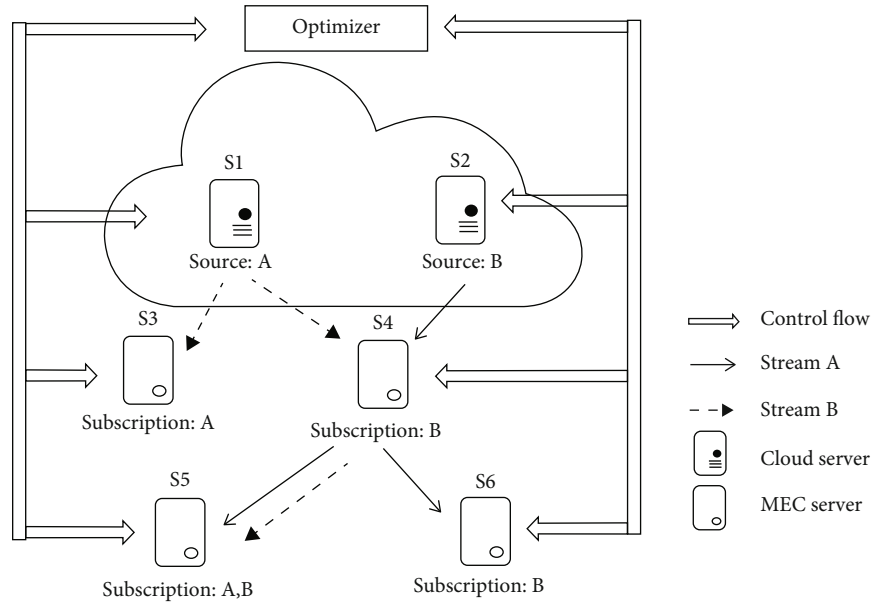 Optimizer
S1
S2
Source: A
Source: B
S3
S4
Subscription: A
Subscription: B
S5
S6
Subscription: A,B
Subscription: B
Control flow
Stream A
Stream B
Cloud server
MEC server